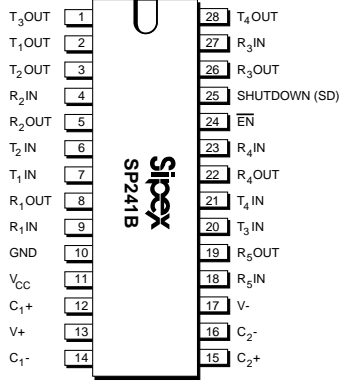 T3OUT 1 28 T4OUT
T1OUT 2 27 R3IN
T2OUT 3 26 R3OUT
R2IN 4 25 SHUTDOWN (SD)
R2OUT 5 24 E̅N̅
T2 IN 6 23 R4IN
T1IN 7 22 R4OUT
R1OUT 8 21 T4 IN
R1IN 9 20 T3 IN
GND 10 19 R5OUT
VCC 11 18 R5IN
C1+ 12 17 V-
V+ 13 16 C2-
C1- 14 15 C2+
Sipex
SP241B